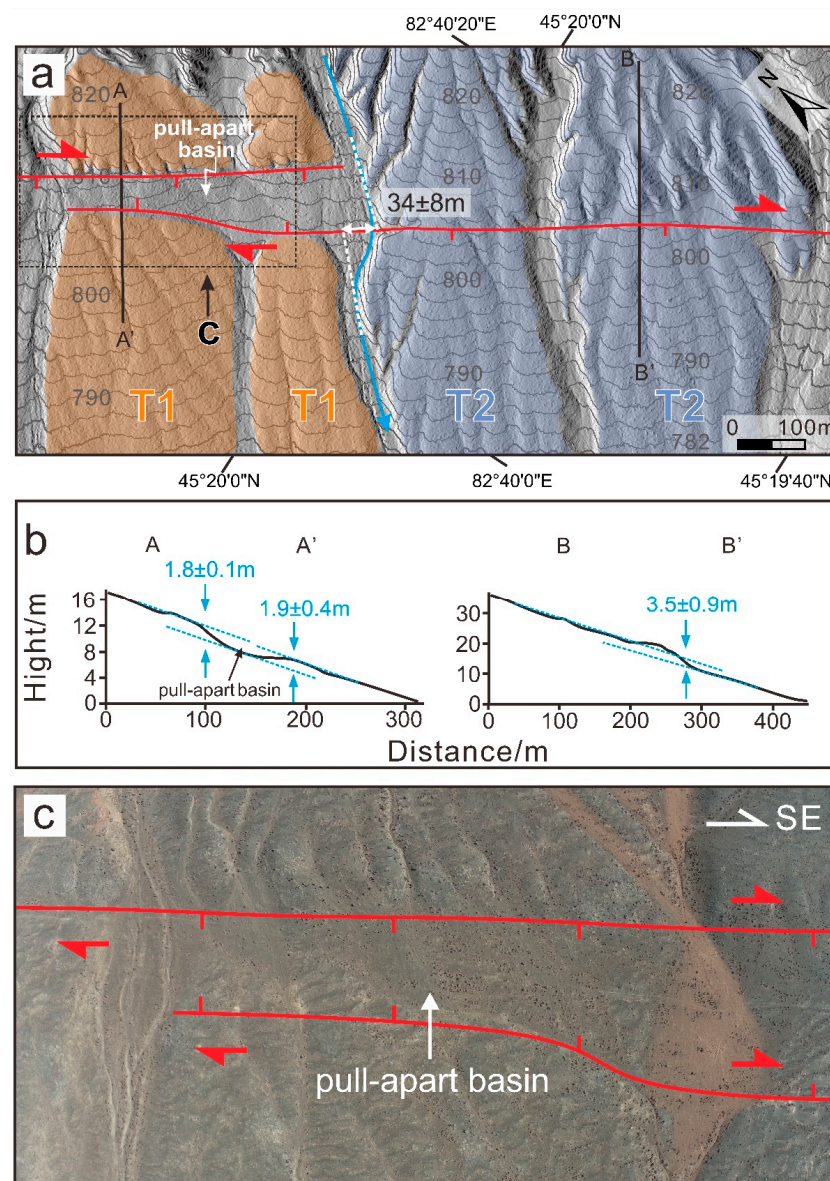 82°40'20"E
45°20'0"N
a
A
B
N
820
820
820
pull-apart
basin
810
810
810
34±8m
800
800
800
C
A'
B'
790
790
790
T1
T1
T2
T2
782
0 100m
45°20'0"N
82°40'0"E
45°19'40"N
b
A
A'
B
B'
1.8±0.1m
1.9±0.4m
3.5±0.9m
Hight/m
16
12
8
4
0
30
20
10
0
pull-apart basin
0 100 200 300
0 100 200 300 400
Distance/m
c
SE
pull-apart basin